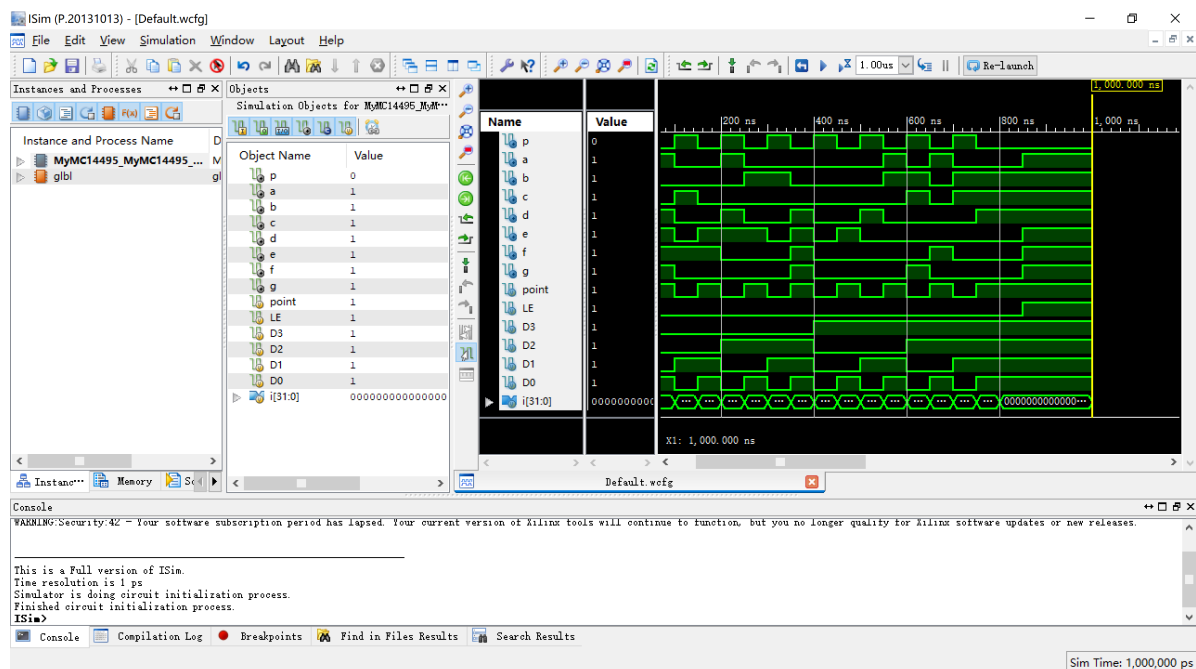 ISim (P.20131013) - [Default.wcfg]
File Edit View Simulation Window Layout Help
1.00us
Re-launch
Instances and Processes
Instance and Process Name D
MyMC14495_MyMC14495_... M
glbl gl
Instanc···
Memory
Objects
Simulation Objects for MyMC14495_MyM···
Object Name Value
p 0
a 1
b 1
c 1
d 1
e 1
f 1
g 1
point 1
LE 1
D3 1
D2 1
D1 1
D0 1
i[31:0] 0000000000000000
Name Value
p 0
a 1
b 1
c 1
d 1
e 1
f 1
g 1
point 1
LE 1
D3 1
D2 1
D1 1
D0 1
i[31:0] 0000000000
1,000.000 ns
200 ns 400 ns 600 ns 800 ns 1,000 ns
0000000000000···
X1: 1,000.000 ns
Default.wcfg
Console
WARNING:Security:42 - Your software subscription period has lapsed. Your current version of Xilinx tools will continue to function, but you no longer qualify for Xilinx software updates or new releases.
This is a Full version of ISim.
Time resolution is 1 ps
Simulator is doing circuit initialization process.
Finished circuit initialization process.
ISim>
Console Compilation Log Breakpoints Find in Files Results Search Results
Sim Time: 1,000,000 ps